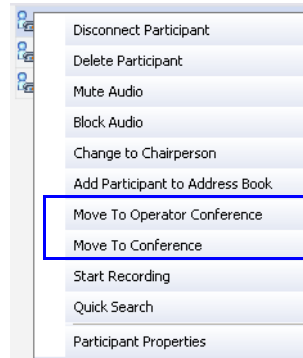 Disconnect Participant
Delete Participant
Mute Audio
Block Audio
Change to Chairperson
Add Participant to Address Book
Move To Operator Conference
Move To Conference
Start Recording
Quick Search
Participant Properties